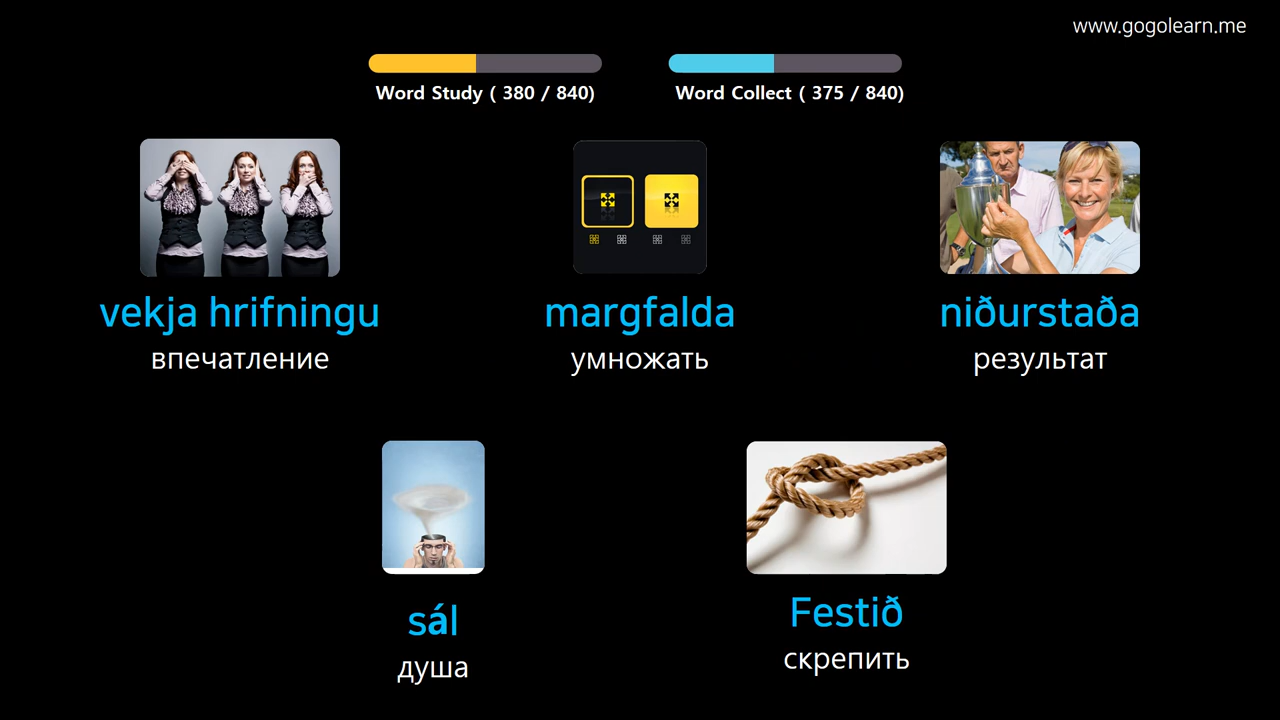 www.gogolearn.me
Word Study ( 380 / 840)
Word Collect ( 375 / 840)
vekja hrifningu
впечатление
margfalda
умножать
niðurstaða
результат
sál
душа
Festið
скрепить